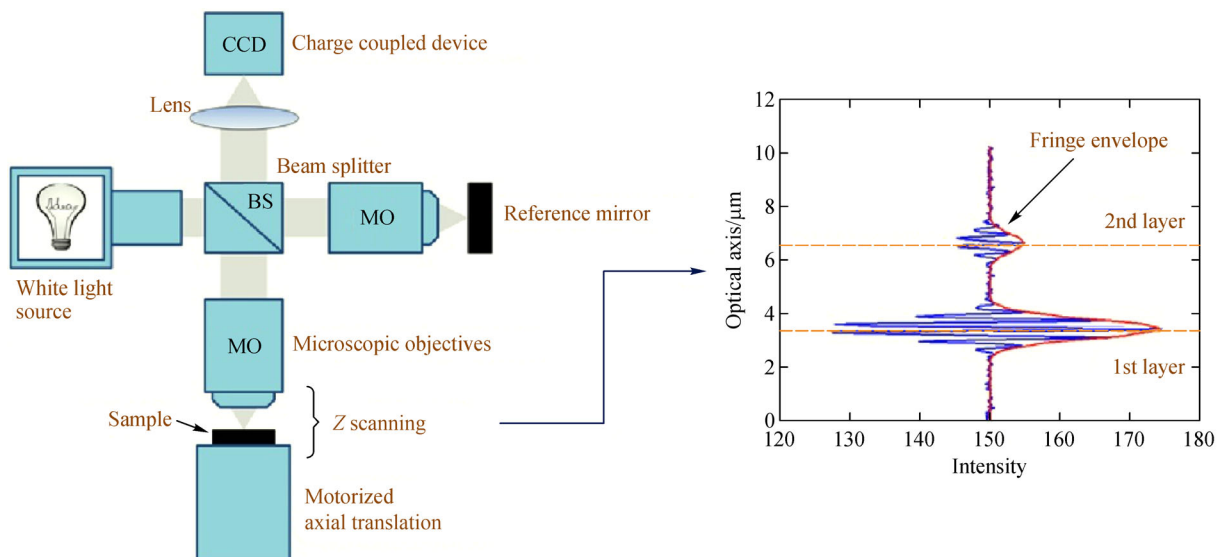 CCD
Charge coupled device
Lens
Beam splitter
BS
MO
Reference mirror
White light
source
MO
Microscopic objectives
Sample
Z scanning
Motorized
axial translation
Optical axis/μm
12
10
8
6
4
2
0
Fringe envelope
2nd layer
1st layer
120 130 140 150 160 170 180
Intensity